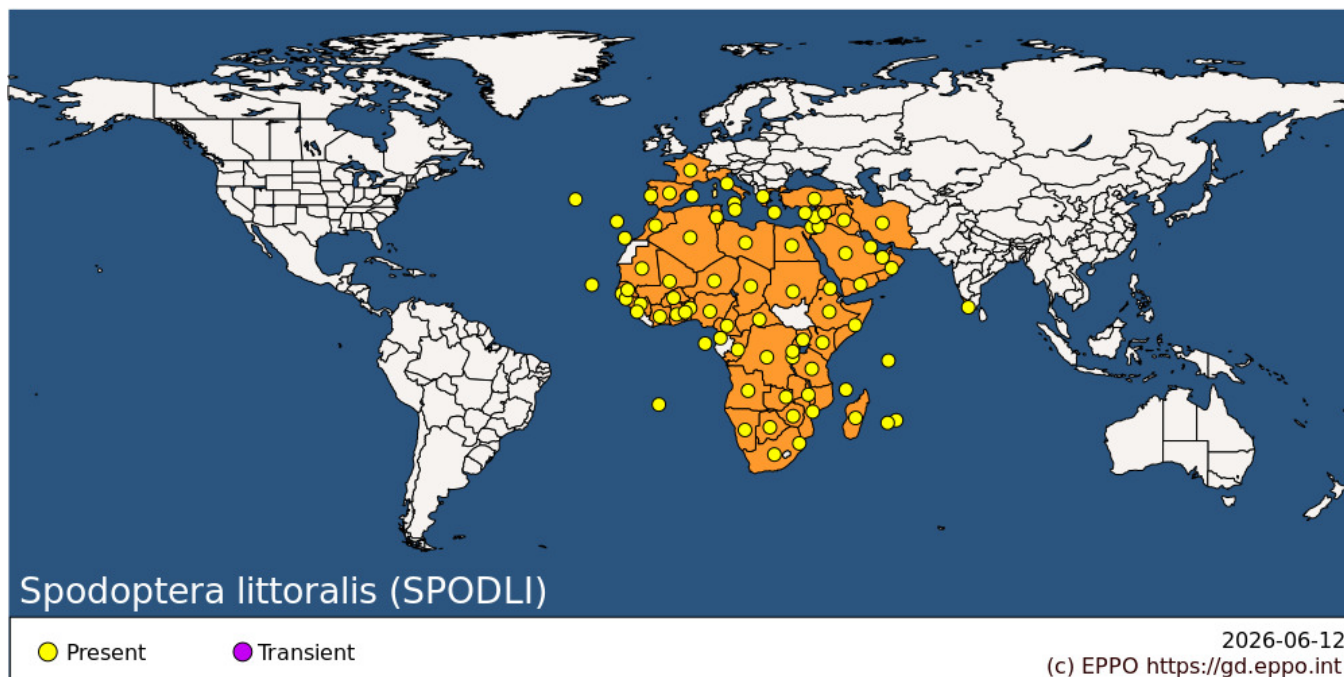 Spodoptera littoralis (SPODLI)
Present
Transient
2026-06-12
(c) EPPO https://gd.eppo.int